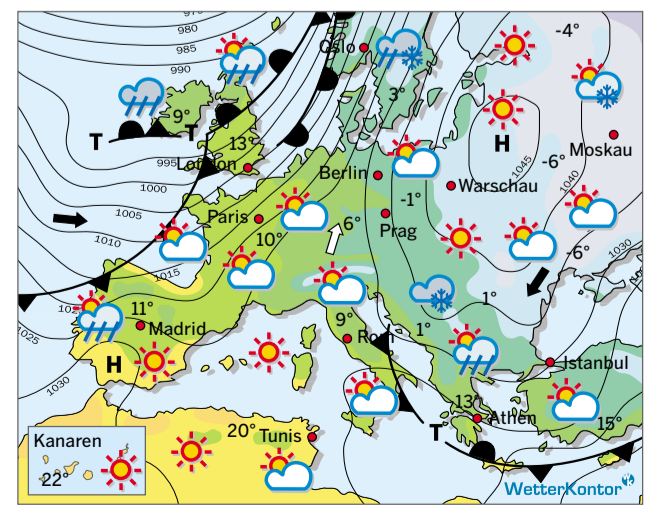 975
980
985
990
Oslo
-4°
9°
3°
T
T
13°
H
1045
Moskau
995
London
-6°
1040
1000
Berlin
Warschau
-1°
1005
Paris
6°
Prag
1010
10°
-6°
1030
1015
1°
11°
Madrid
9°
1°
1025
Rom
H
Istanbul
1030
13°
Athen
15°
20°
Tunis
T
Kanaren
22°
WetterKontor